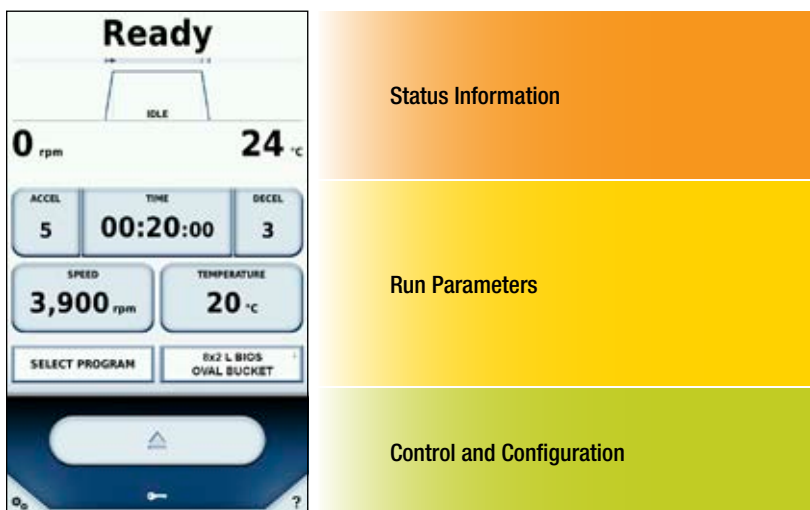 Ready
IDLE
0 rpm
24 °C
Status Information
ACCEL
TIME
DECEL
5
00:20:00
3
SPEED
TEMPERATURE
3,900 rpm
20 °C
Run Parameters
SELECT PROGRAM
8x2 L BIOS
OVAL BUCKET
Control and Configuration
?